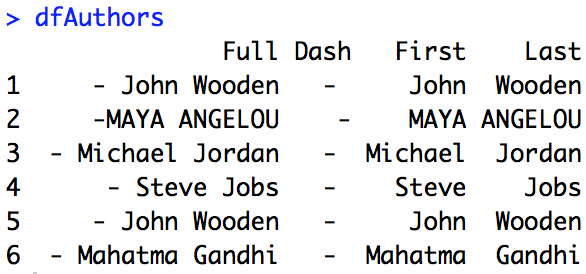 > dfAuthors
Full Dash First Last
1 - John Wooden - John Wooden
2 -MAYA ANGELOU - MAYA ANGELOU
3 - Michael Jordan - Michael Jordan
4 - Steve Jobs - Steve Jobs
5 - John Wooden - John Wooden
6 - Mahatma Gandhi - Mahatma Gandhi